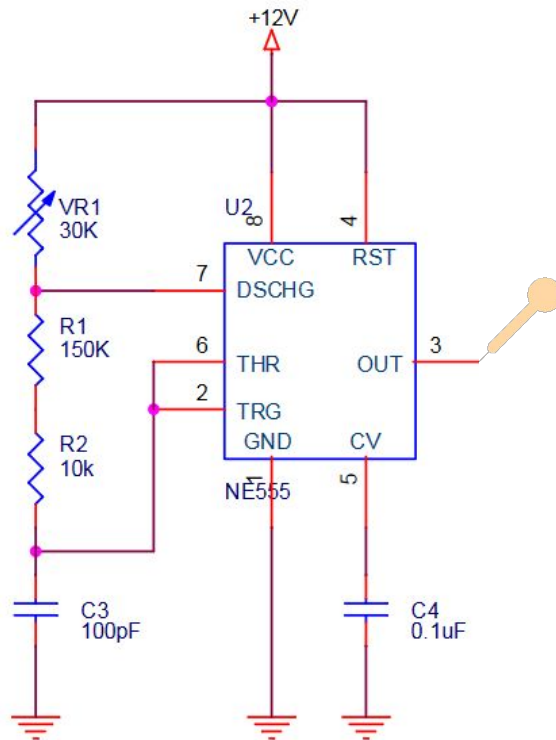 +12V
VR1
30K
U2
8
4
VCC
RST
7
DSCHG
R1
150K
6
THR
OUT
3
2
TRG
R2
10k
GND
CV
NE555
1
5
C3
100pF
C4
0.1uF